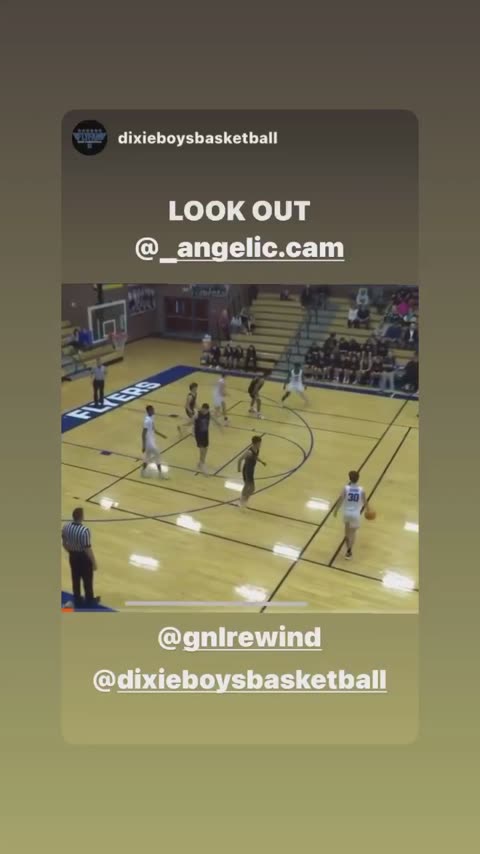 dixieboysbasketball
LOOK OUT
@_angelic.cam
FLYERS
30
@gnlrewind
@dixieboysbasketball